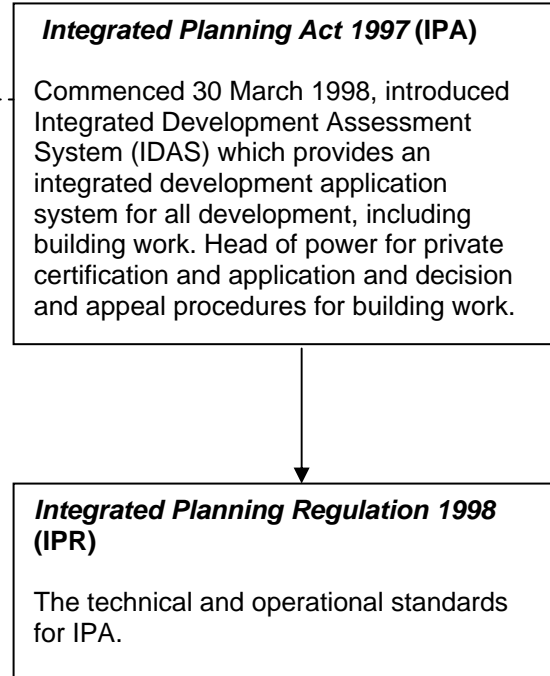 Integrated Planning Act 1997 (IPA)
Commenced 30 March 1998, introduced
Integrated Development Assessment
System (IDAS) which provides an
integrated development application
system for all development, including
building work. Head of power for private
certification and application and decision
and appeal procedures for building work.
Integrated Planning Regulation 1998
(IPR)
The technical and operational standards
for IPA.